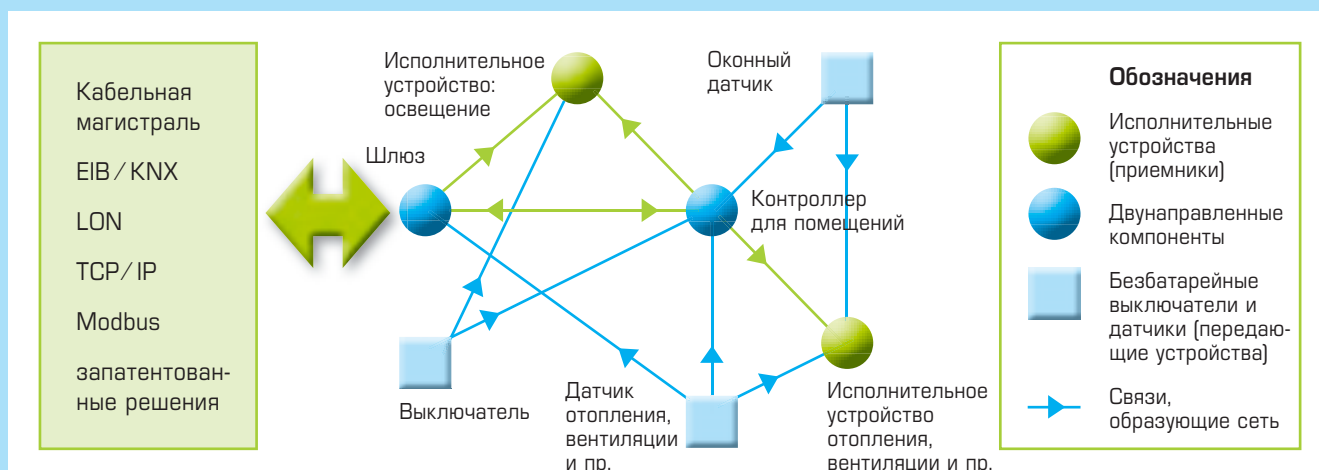 Кабельная
магистраль
EIB / KNX
LON
TCP/ IP
Modbus
запатентован-
ные решения
Исполнительное
устройство:
освещение
Шлюз
Выключатель
Оконный
датчик
Контроллер
для помещений
Датчик
отопления,
вентиляции
и пр.
Исполнительное
устройство
отопления,
вентиляции и пр.
Обозначения
Исполнительные
устройства
(приемники)
Двунаправленные
компоненты
Безбатарейные
выключатели и
датчики (передаю-
щие устройства)
Связи,
образующие сеть